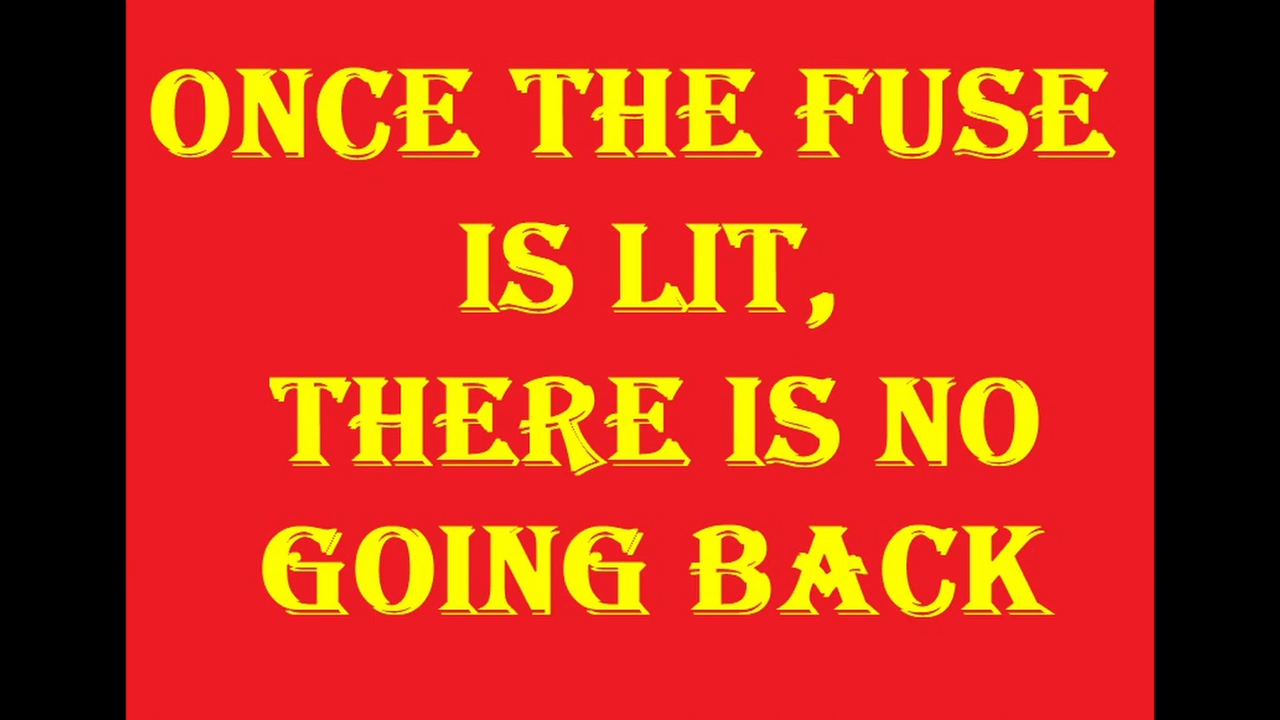 ONCE THE FUSE
IS LIT,
THERE IS NO
GOING BACK